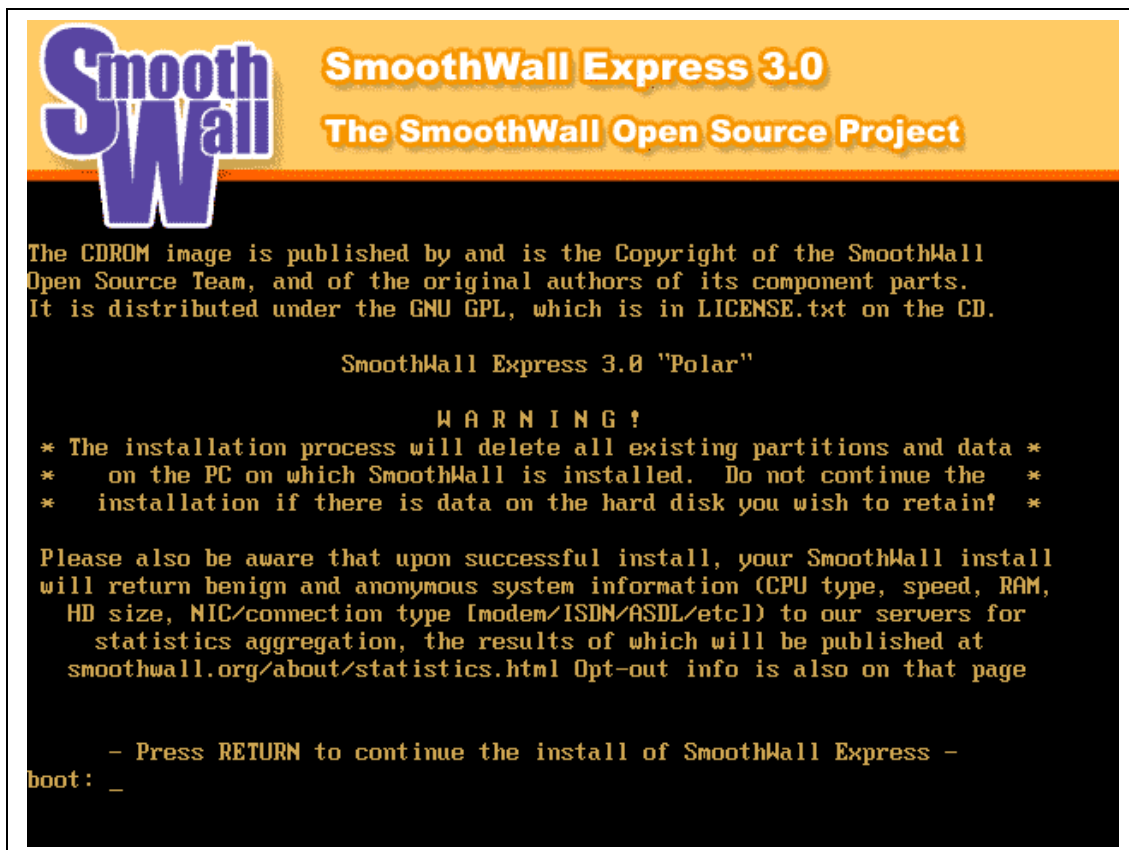 Smooth
Wall
SmoothWall Express 3.0
The SmoothWall Open Source Project
The CDROM image is published by and is the Copyright of the SmoothWall
Open Source Team, and of the original authors of its component parts.
It is distributed under the GNU GPL, which is in LICENSE.txt on the CD.
SmoothWall Express 3.0 "Polar"
W A R N I N G !
* The installation process will delete all existing partitions and data *
* on the PC on which SmoothWall is installed. Do not continue the *
* installation if there is data on the hard disk you wish to retain! *
Please also be aware that upon successful install, your SmoothWall install
will return benign and anonymous system information (CPU type, speed, RAM,
HD size, NIC/connection type [modem/ISDN/ASDL/etc]) to our servers for
statistics aggregation, the results of which will be published at
smoothwall.org/about/statistics.html Opt-out info is also on that page
- Press RETURN to continue the install of SmoothWall Express -
boot: _